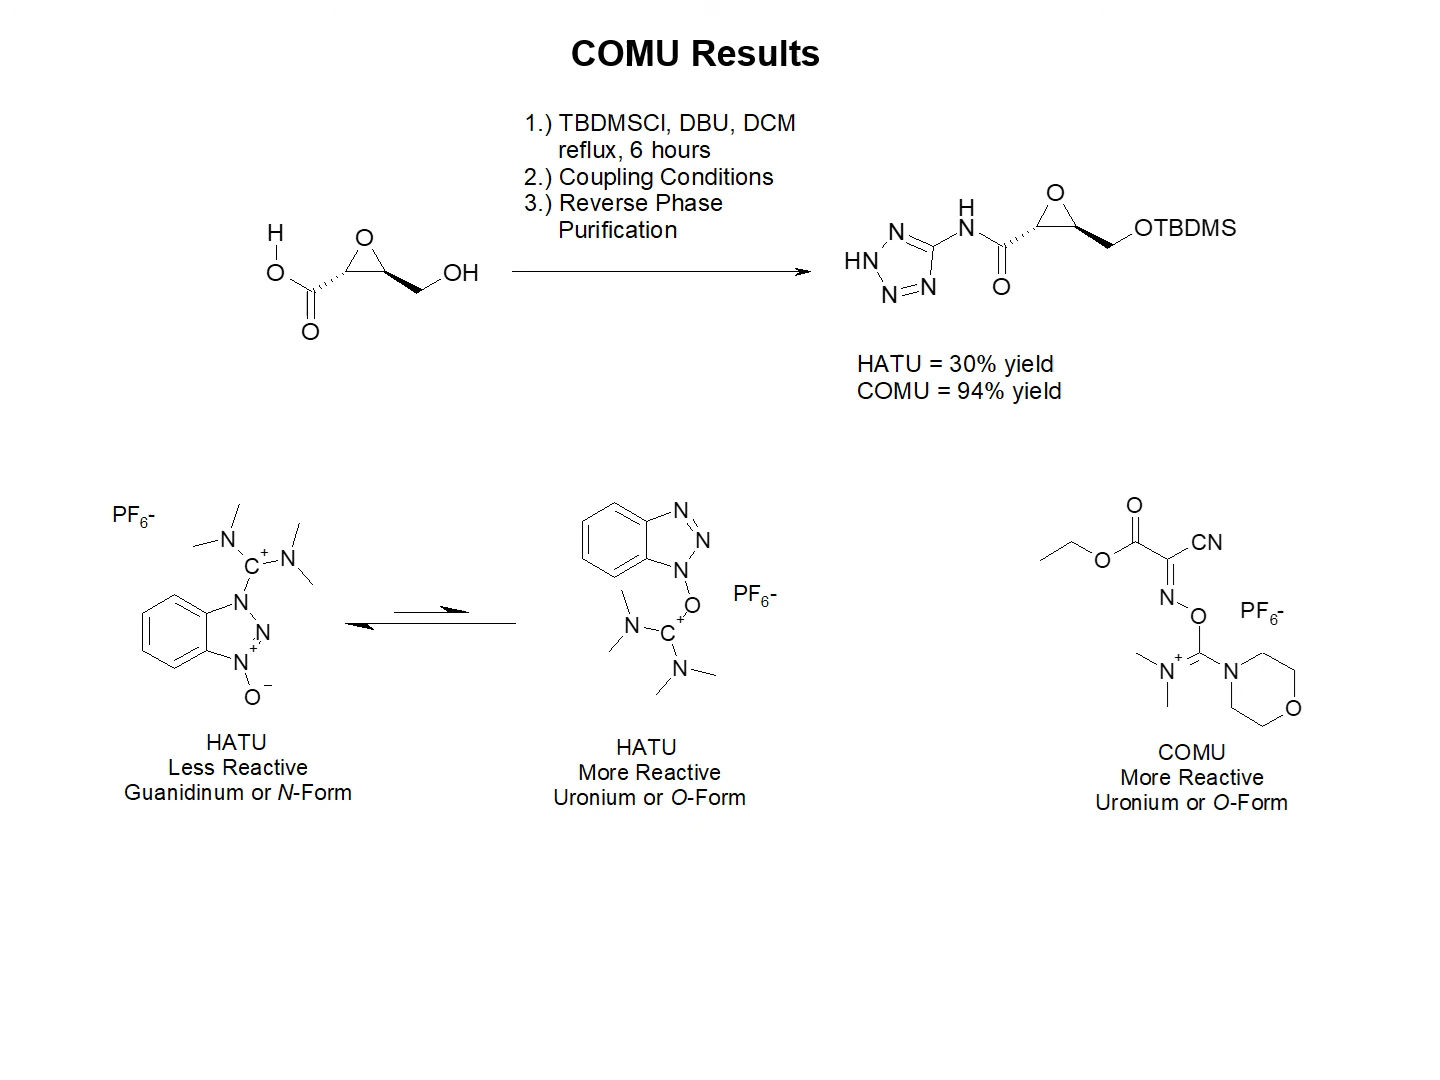 COMU Results
1.) TBDMSCl, DBU, DCM
reflux, 6 hours
2.) Coupling Conditions
3.) Reverse Phase
Purification
H
O
O
O
OH
N
HN
N
N
H
N
O
O
OTBDMS
HATU = 30% yield
COMU = 94% yield
PF6-
N
C
+
N
N
N
N
+
O
–
HATU
Less Reactive
Guanidinum or N-Form
N
N
N
O
PF6-
N
C
+
N
HATU
More Reactive
Uronium or O-Form
O
O
CN
N
O
PF6-
N
+
N
O
COMU
More Reactive
Uronium or O-Form